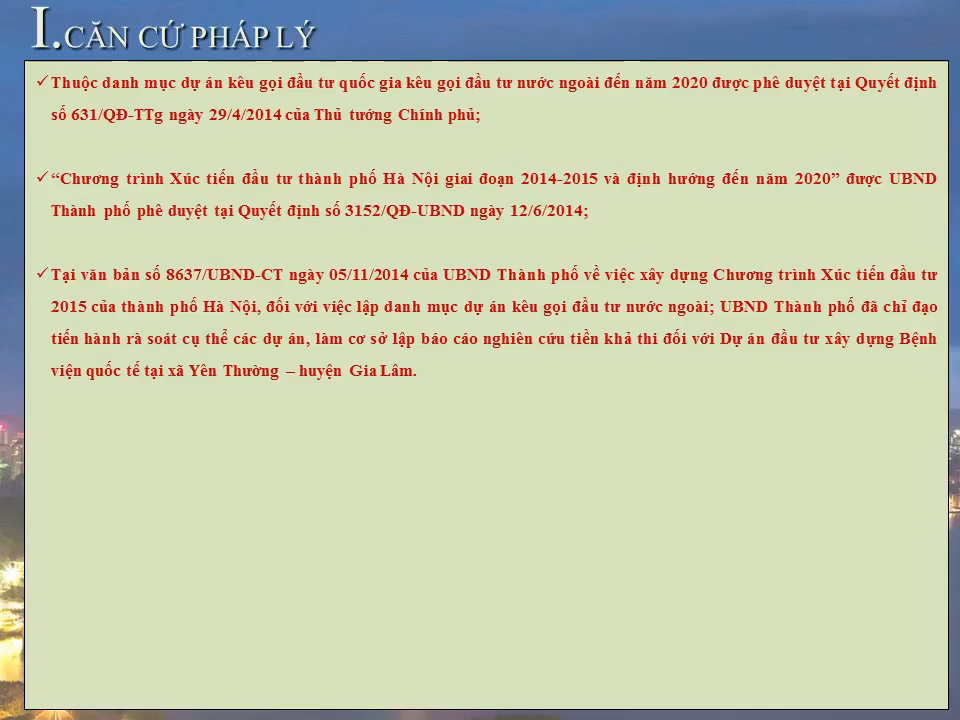 I.CĂN CỨ PHÁP LÝ
✓Thuộc danh mục dự án kêu gọi đầu tư quốc gia kêu gọi đầu tư nước ngoài đến năm 2020 được phê duyệt tại Quyết định
số 631/QĐ-TTg ngày 29/4/2014 của Thủ tướng Chính phủ;
✓“Chương trình Xúc tiến đầu tư thành phố Hà Nội giai đoạn 2014-2015 và định hướng đến năm 2020” được UBND
Thành phố phê duyệt tại Quyết định số 3152/QĐ-UBND ngày 12/6/2014;
✓Tại văn bản số 8637/UBND-CT ngày 05/11/2014 của UBND Thành phố về việc xây dựng Chương trình Xúc tiến đầu tư
2015 của thành phố Hà Nội, đối với việc lập danh mục dự án kêu gọi đầu tư nước ngoài; UBND Thành phố đã chỉ đạo
tiến hành rà soát cụ thể các dự án, làm cơ sở lập báo cáo nghiên cứu tiền khả thi đối với Dự án đầu tư xây dựng Bệnh
viện quốc tế tại xã Yên Thường – huyện Gia Lâm.